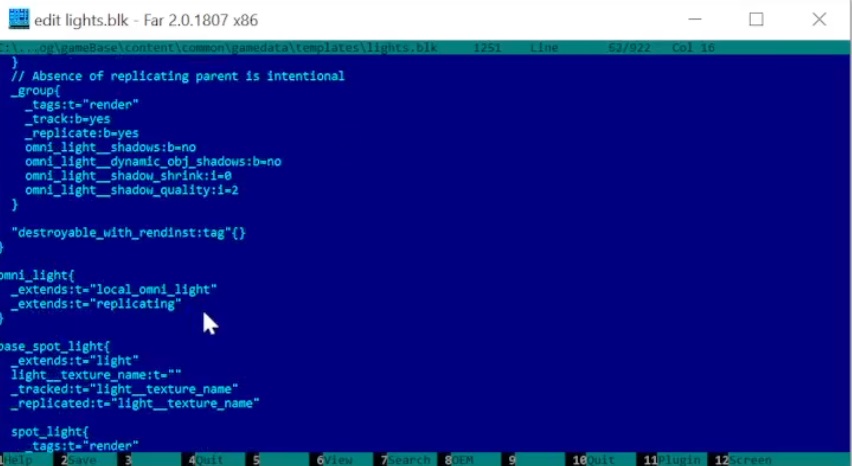 edit lights.blk - Far 2.0.1807 x86
C:\...og\gameBase\content\common\gamedata\templates\lights.blk 1251 Line 62/922 Col 16
}
// Absence of replicating parent is intentional
_group{
_tags:t="render"
_track:b=yes
_replicate:b=yes
omni_light__shadows:b=no
omni_light__dynamic_obj_shadows:b=no
omni_light__shadow_shrink:i=0
omni_light__shadow_quality:i=2
}
"destroyable_with_rendinst:tag"{}
}
omni_light{
_extends:t="local_omni_light"
_extends:t="replicating"
}
base_spot_light{
_extends:t="light"
light__texture_name:t=""
_tracked:t="light__texture_name"
_replicated:t="light__texture_name"
spot_light{
_tags:t="render"
1Help 2Save 3 4Quit 5 6View 7Search 8OEM 9 10Quit 11Plugin 12Screen